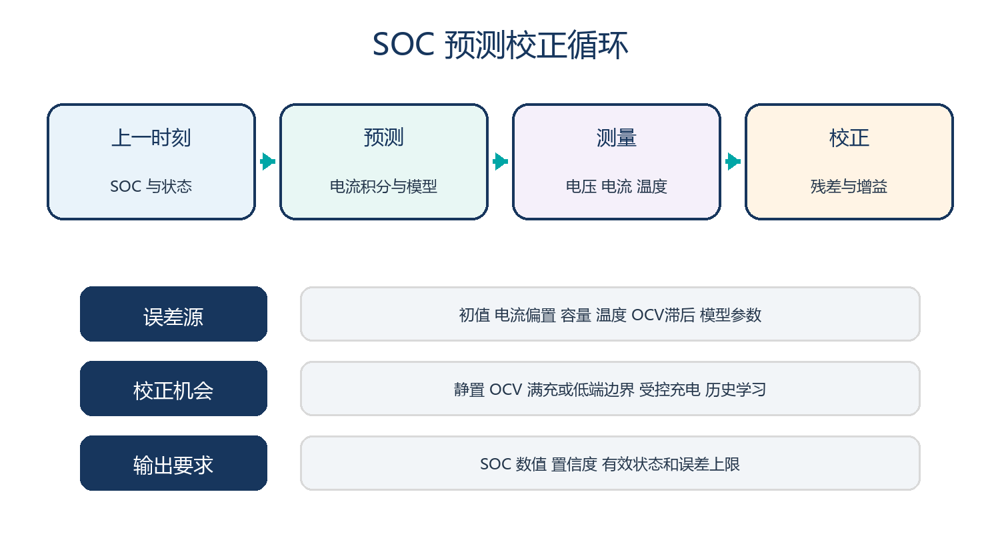 SOC 预测校正循环
上一时刻
SOC 与状态
预测
电流积分与模型
测量
电压 电流 温度
校正
残差与增益
误差源
初值 电流偏置 容量 温度 OCV滞后 模型参数
校正机会
静置 OCV 满充或低端边界 受控充电 历史学习
输出要求
SOC 数值 置信度 有效状态和误差上限